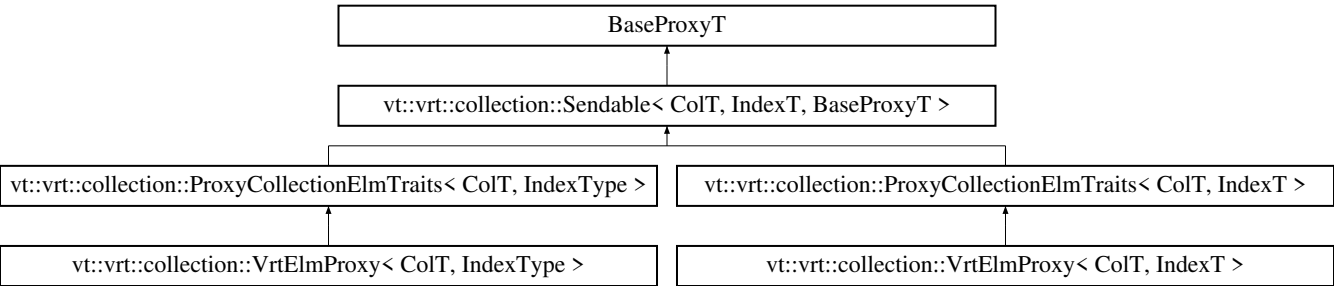 BaseProxyT
vt::vrt::collection::Sendable< ColT, IndexT, BaseProxyT >
vt::vrt::collection::ProxyCollectionElmTraits< ColT, IndexType >
vt::vrt::collection::ProxyCollectionElmTraits< ColT, IndexT >
vt::vrt::collection::VrtElmProxy< ColT, IndexType >
vt::vrt::collection::VrtElmProxy< ColT, IndexT >